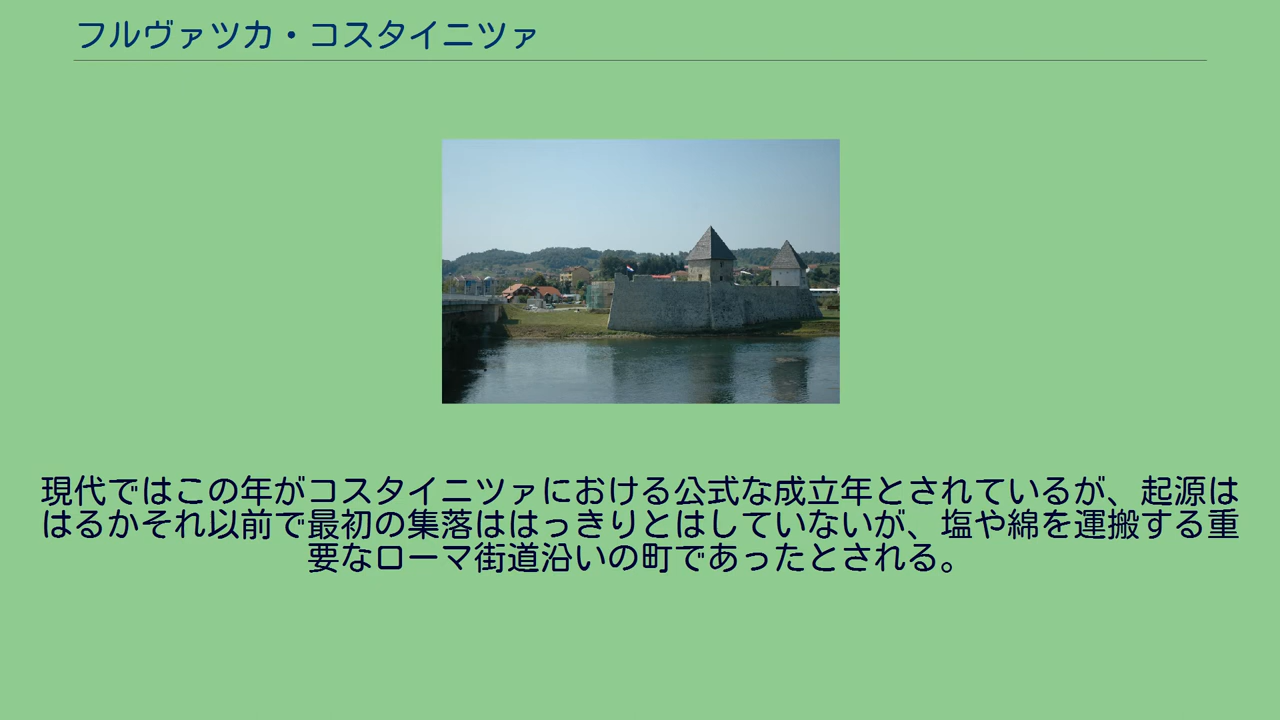 フルヴァツカ・コスタイニツァ
現代ではこの年がコスタイニツァにおける公式な成立年とされているが、起源は
はるかそれ以前で最初の集落ははっきりとはしていないが、塩や綿を運搬する重
要なローマ街道沿いの町であったとされる。